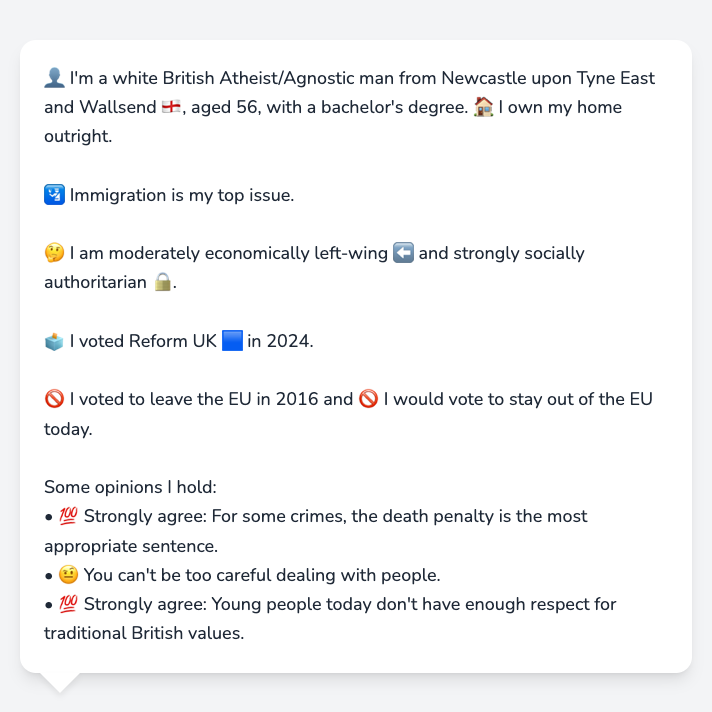 👤 I'm a white British Atheist/Agnostic man from Newcastle upon Tyne East
and Wallsend 🏴󠁧󠁢󠁥󠁮󠁧󠁿, aged 56, with a bachelor's degree. 🏠 I own my home
outright.
🛂 Immigration is my top issue.
🤔 I am moderately economically left-wing ⬅️ and strongly socially
authoritarian 🔒.
🗳️ I voted Reform UK 🟦 in 2024.
🚫 I voted to leave the EU in 2016 and 🚫 I would vote to stay out of the EU
today.
Some opinions I hold:
• 💯 Strongly agree: For some crimes, the death penalty is the most
appropriate sentence.
• 🤨 You can't be too careful dealing with people.
• 💯 Strongly agree: Young people today don't have enough respect for
traditional British values.